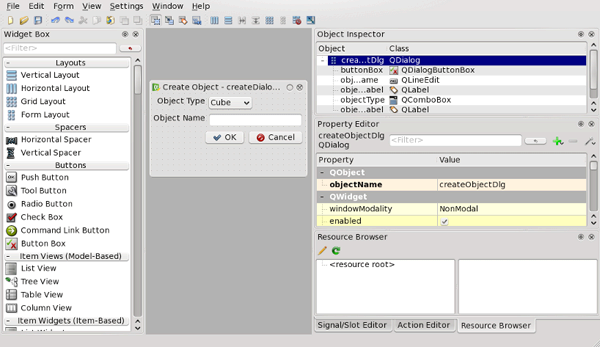 File Edit Form View Settings Window Help
Widget Box
<Filter>
Layouts
Vertical Layout
Horizontal Layout
Grid Layout
Form Layout
Spacers
Horizontal Spacer
Vertical Spacer
Buttons
Push Button
Tool Button
Radio Button
Check Box
Command Link Button
Button Box
Item Views (Model-Based)
List View
Tree View
Table View
Column View
Item Widgets (Item-Based)
Create Object - createDialo...
Object Type Cube
Object Name
OK Cancel
Object Inspector
Object Class
crea...tDlg QDialog
buttonBox QDialogButtonBox
obj...ame QLineEdit
obje...abel QLabel
objectType QComboBox
obje...abel QLabel
Property Editor
createObjectDlg
QDialog
<Filter>
Property Value
QObject
objectName createObjectDlg
QWidget
windowModality NonModal
enabled
Resource Browser
<resource root>
Signal/Slot Editor Action Editor Resource Browser